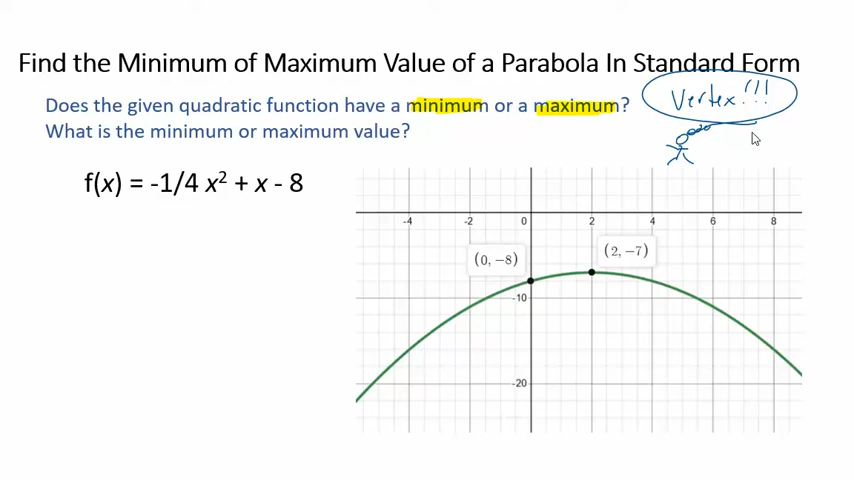 Find the Minimum of Maximum Value of a Parabola In Standard Form
Does the given quadratic function have a minimum or a maximum?
Vertex!!!
What is the minimum or maximum value?
f(x) = -1/4 x² + x - 8
-4 -2 0 2 4 6 8
(0, −8)
(2, −7)
-10
-20